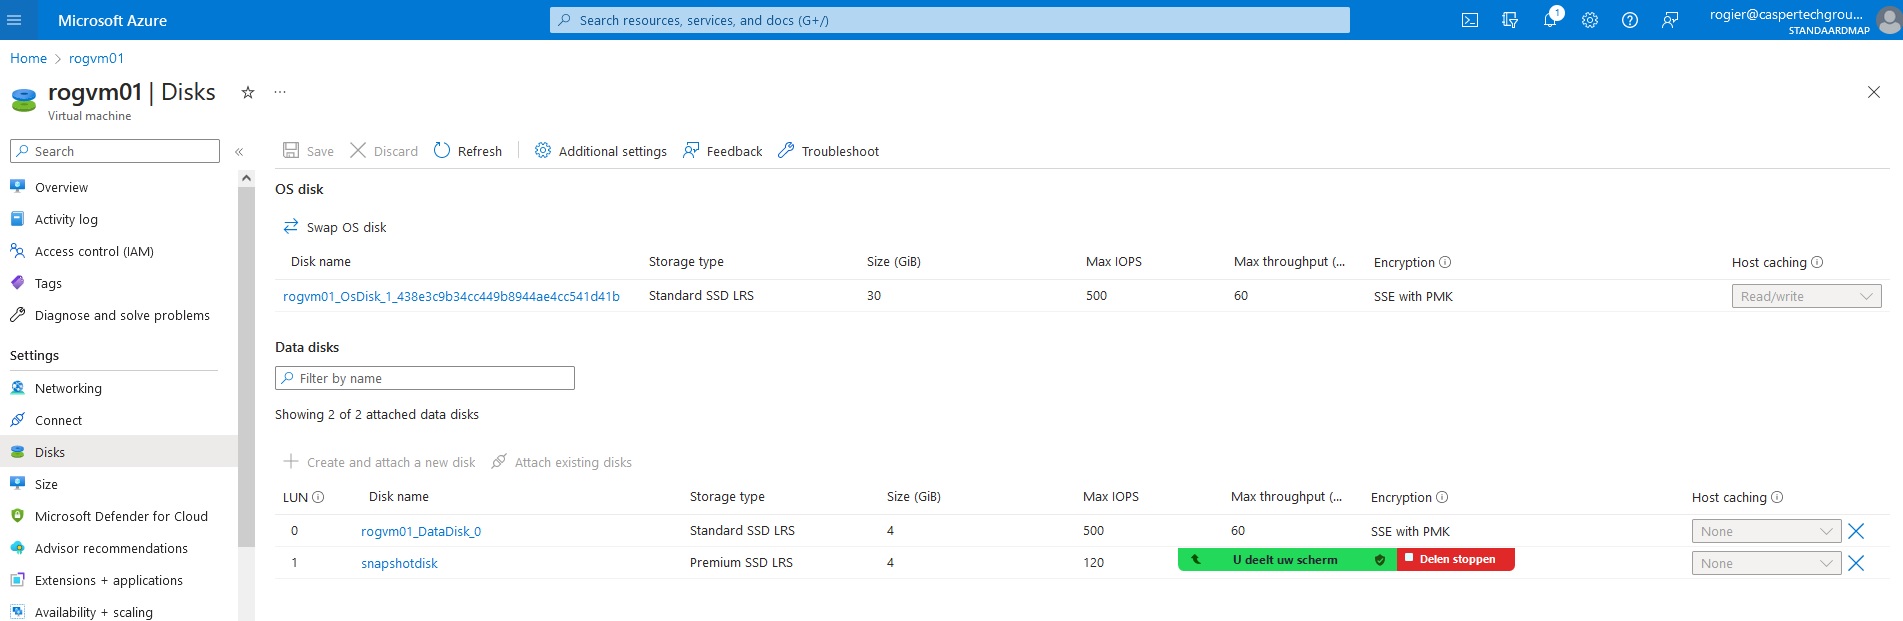 Microsoft Azure
Search resources, services, and docs (G+/)
1
rogier@caspertechgrou...
STANDAARDMAP
Home > rogvm01
rogvm01 | Disks
Virtual machine
Search
Save Discard Refresh Additional settings Feedback Troubleshoot
Overview
Activity log
Access control (IAM)
Tags
Diagnose and solve problems
Settings
Networking
Connect
Disks
Size
Microsoft Defender for Cloud
Advisor recommendations
Extensions + applications
Availability + scaling
OS disk
Swap OS disk
Disk name Storage type Size (GiB) Max IOPS Max throughput (... Encryption Host caching
rogvm01_OsDisk_1_438e3c9b34cc449b8944ae4cc541d41b Standard SSD LRS 30 500 60 SSE with PMK Read/write
Data disks
Filter by name
Showing 2 of 2 attached data disks
Create and attach a new disk Attach existing disks
LUN Disk name Storage type Size (GiB) Max IOPS Max throughput (... Encryption Host caching
0 rogvm01_DataDisk_0 Standard SSD LRS 4 500 60 SSE with PMK None
1 snapshotdisk Premium SSD LRS 4 120 None
U deelt uw scherm Delen stoppen